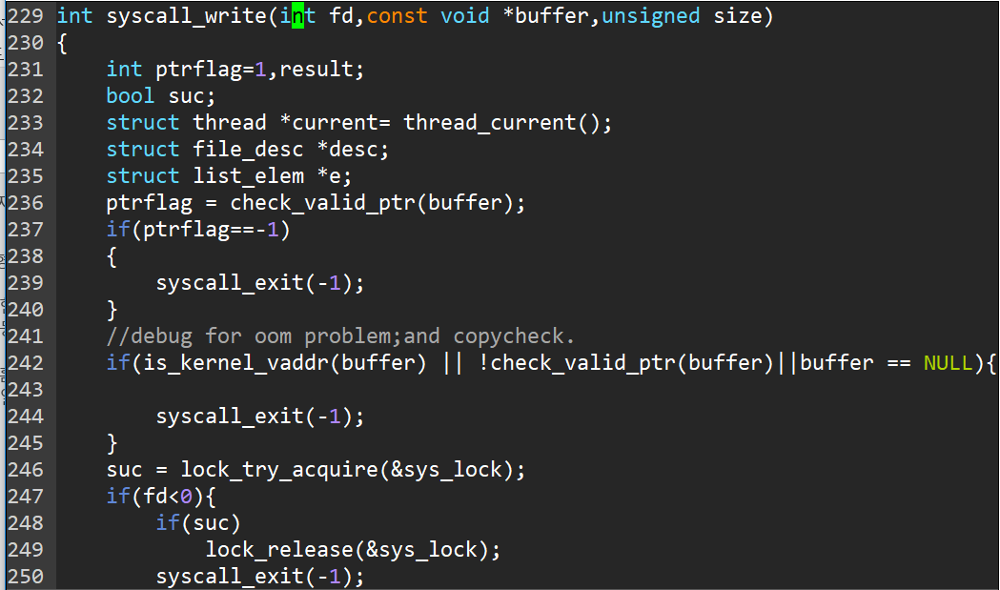 229 int syscall_write(int fd,const void *buffer,unsigned size)
230 {
231     int ptrflag=1,result;
232     bool suc;
233     struct thread *current= thread_current();
234     struct file_desc *desc;
235     struct list_elem *e;
236     ptrflag = check_valid_ptr(buffer);
237     if(ptrflag==-1)
238     {
239         syscall_exit(-1);
240     }
241     //debug for oom problem;and copycheck.
242     if(is_kernel_vaddr(buffer) || !check_valid_ptr(buffer)||buffer == NULL){
243
244         syscall_exit(-1);
245     }
246     suc = lock_try_acquire(&sys_lock);
247     if(fd<0){
248         if(suc)
249             lock_release(&sys_lock);
250         syscall_exit(-1);